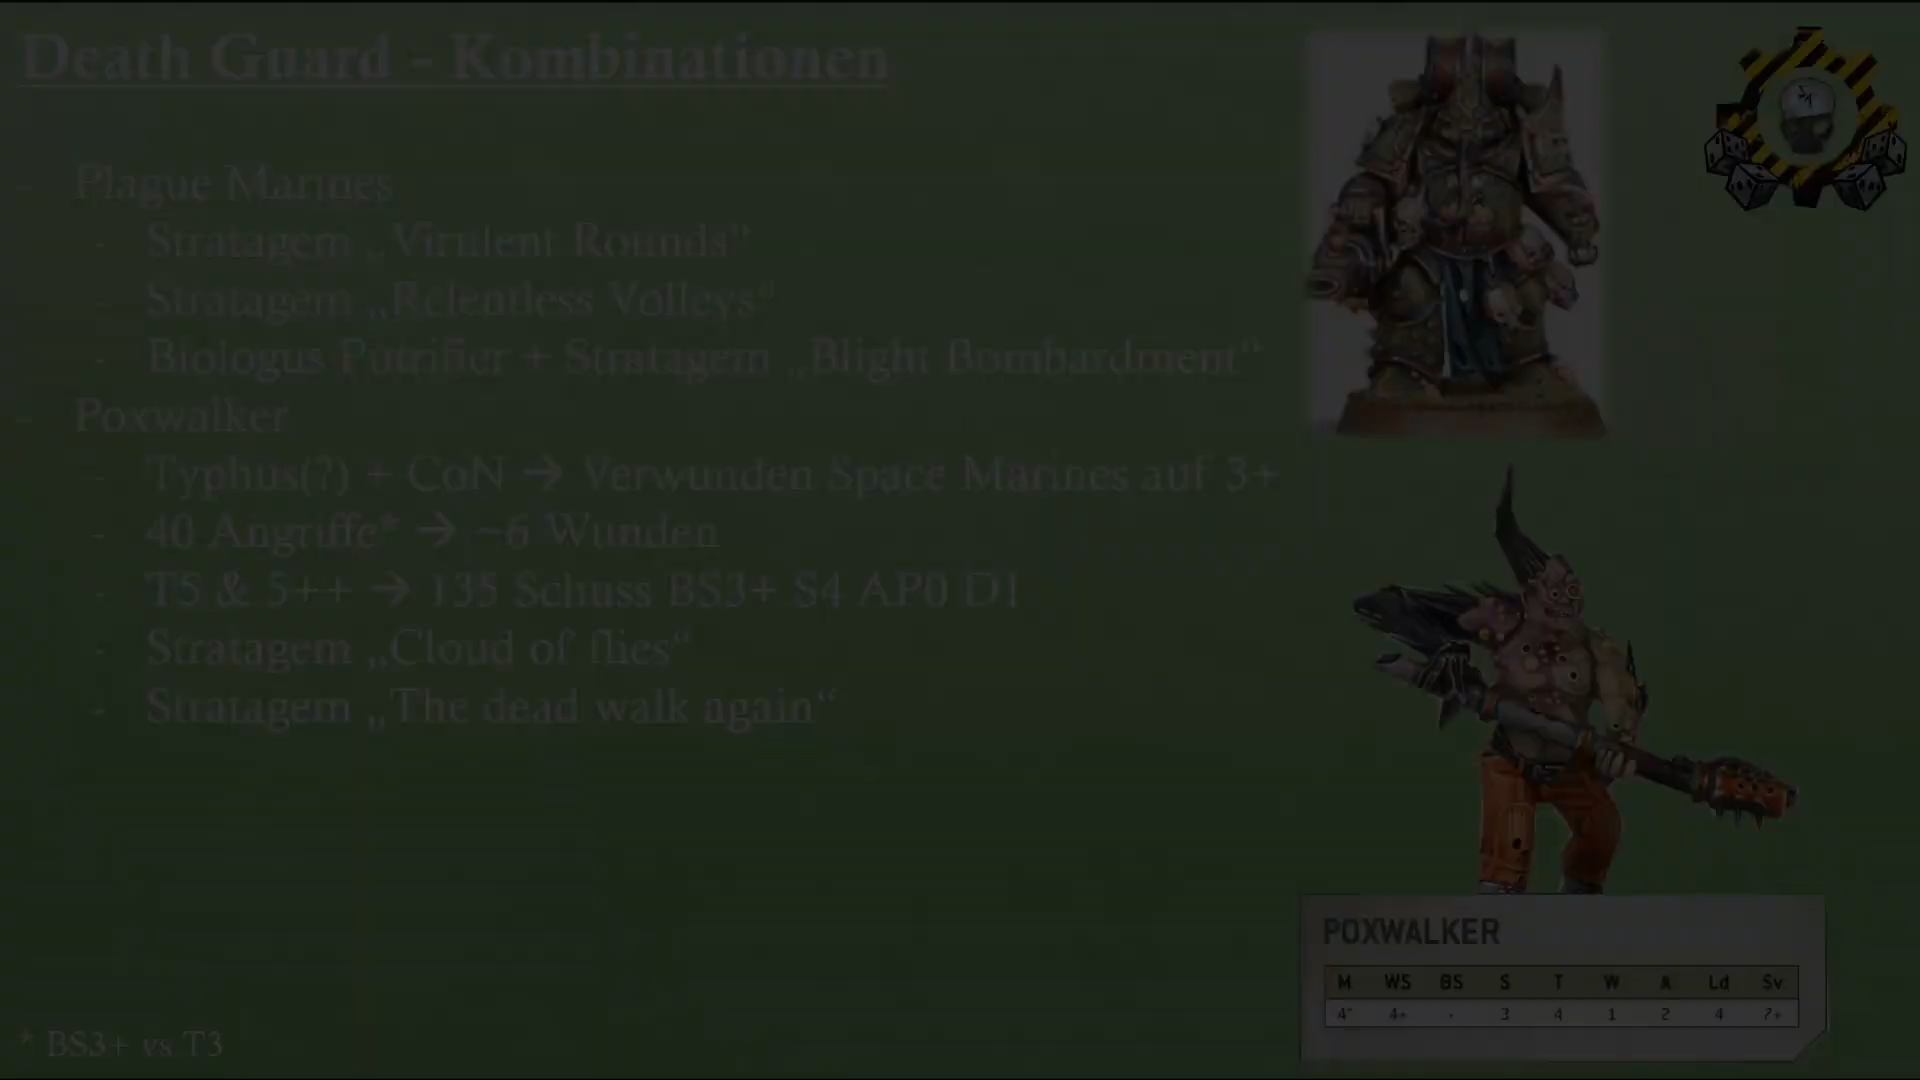 Death Guard - Kombinationen
- Plague Marines
- Stratagem „Virulent Rounds“
- Stratagem „Relentless Volleys“
- Biologus Putrifier + Stratagem „Blight Bombardment“
- Poxwalker
- Typhus(?) + CoN → Verwunden Space Marines auf 3+
- 40 Angriffe* → ~6 Wunden
- T5 & 5++ → 135 Schuss BS3+ S4 AP0 D1
- Stratagem „Cloud of flies“
- Stratagem „The dead walk again“
POXWALKER
M WS BS S T W A Ld Sv
4" 4+ - 3 4 1 2 4 7+
* BS3+ vs T3